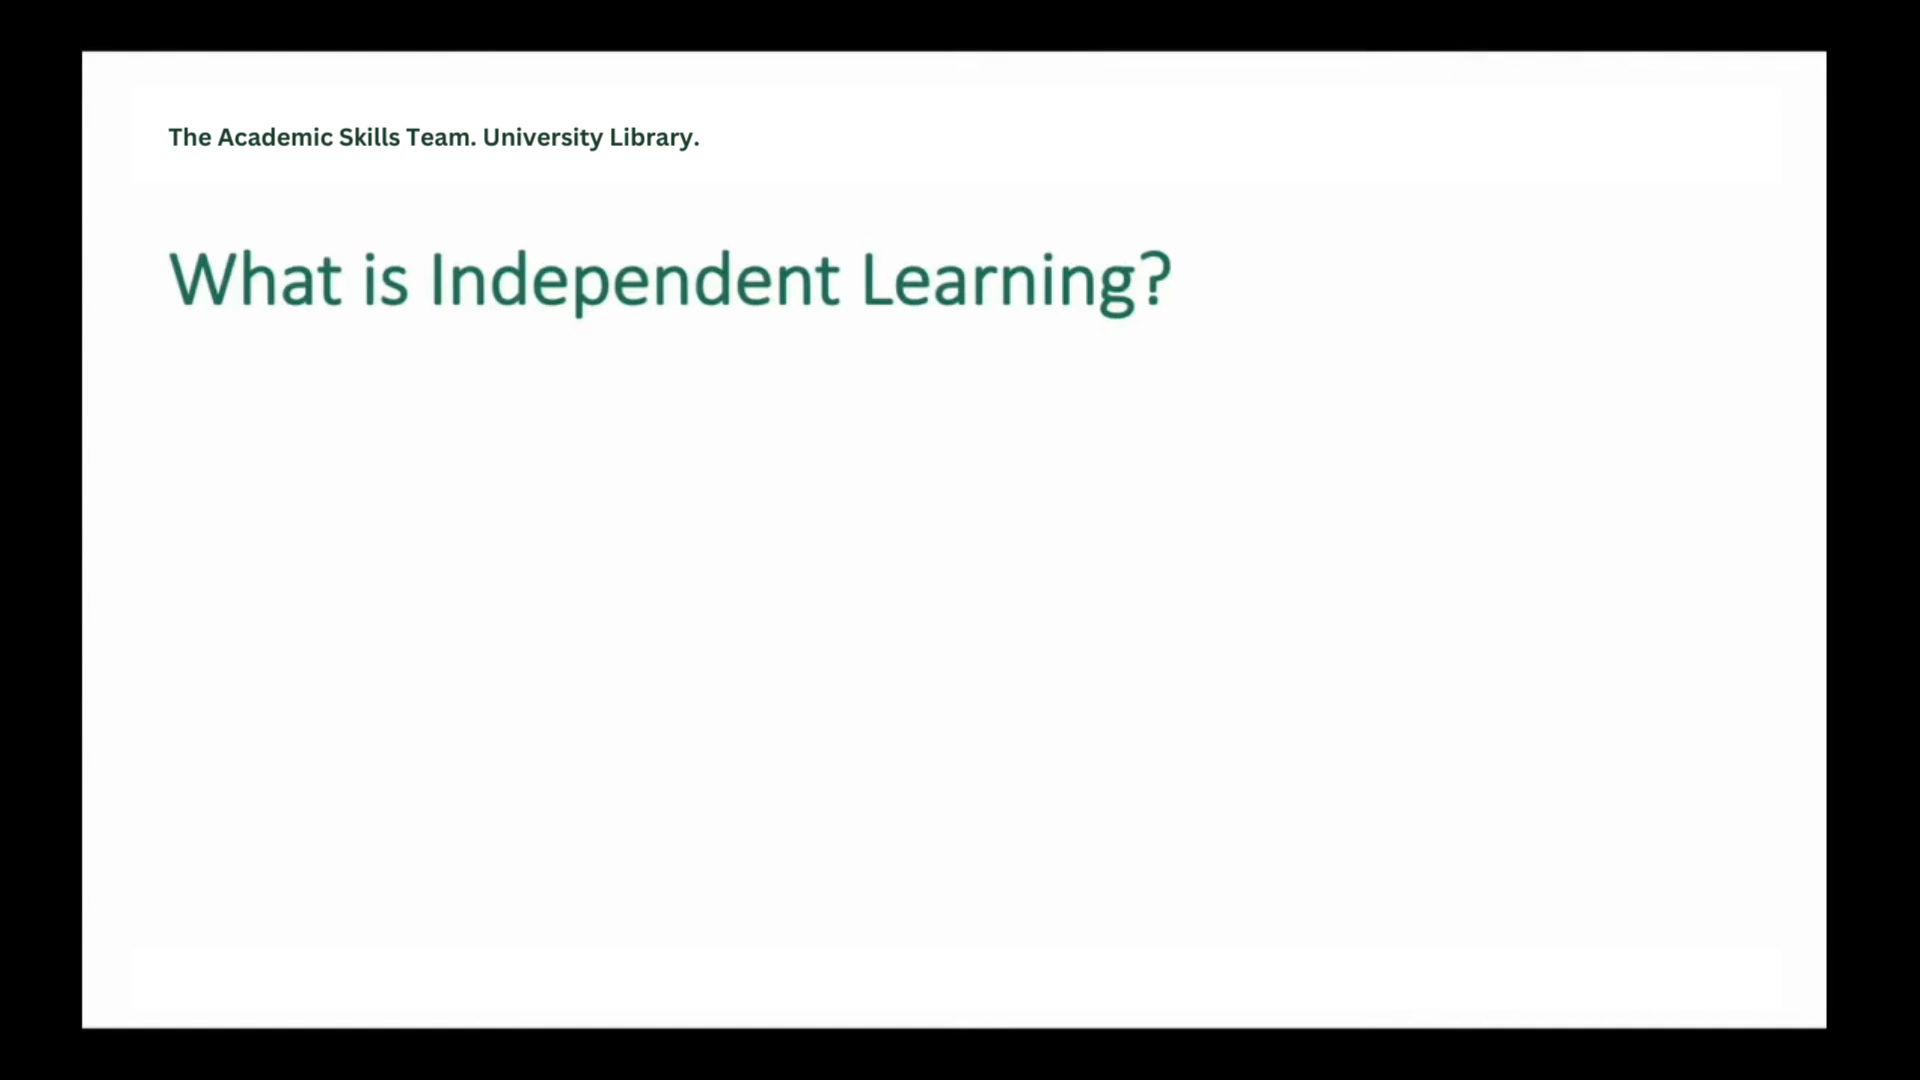 The Academic Skills Team. University Library.
What is Independent Learning?